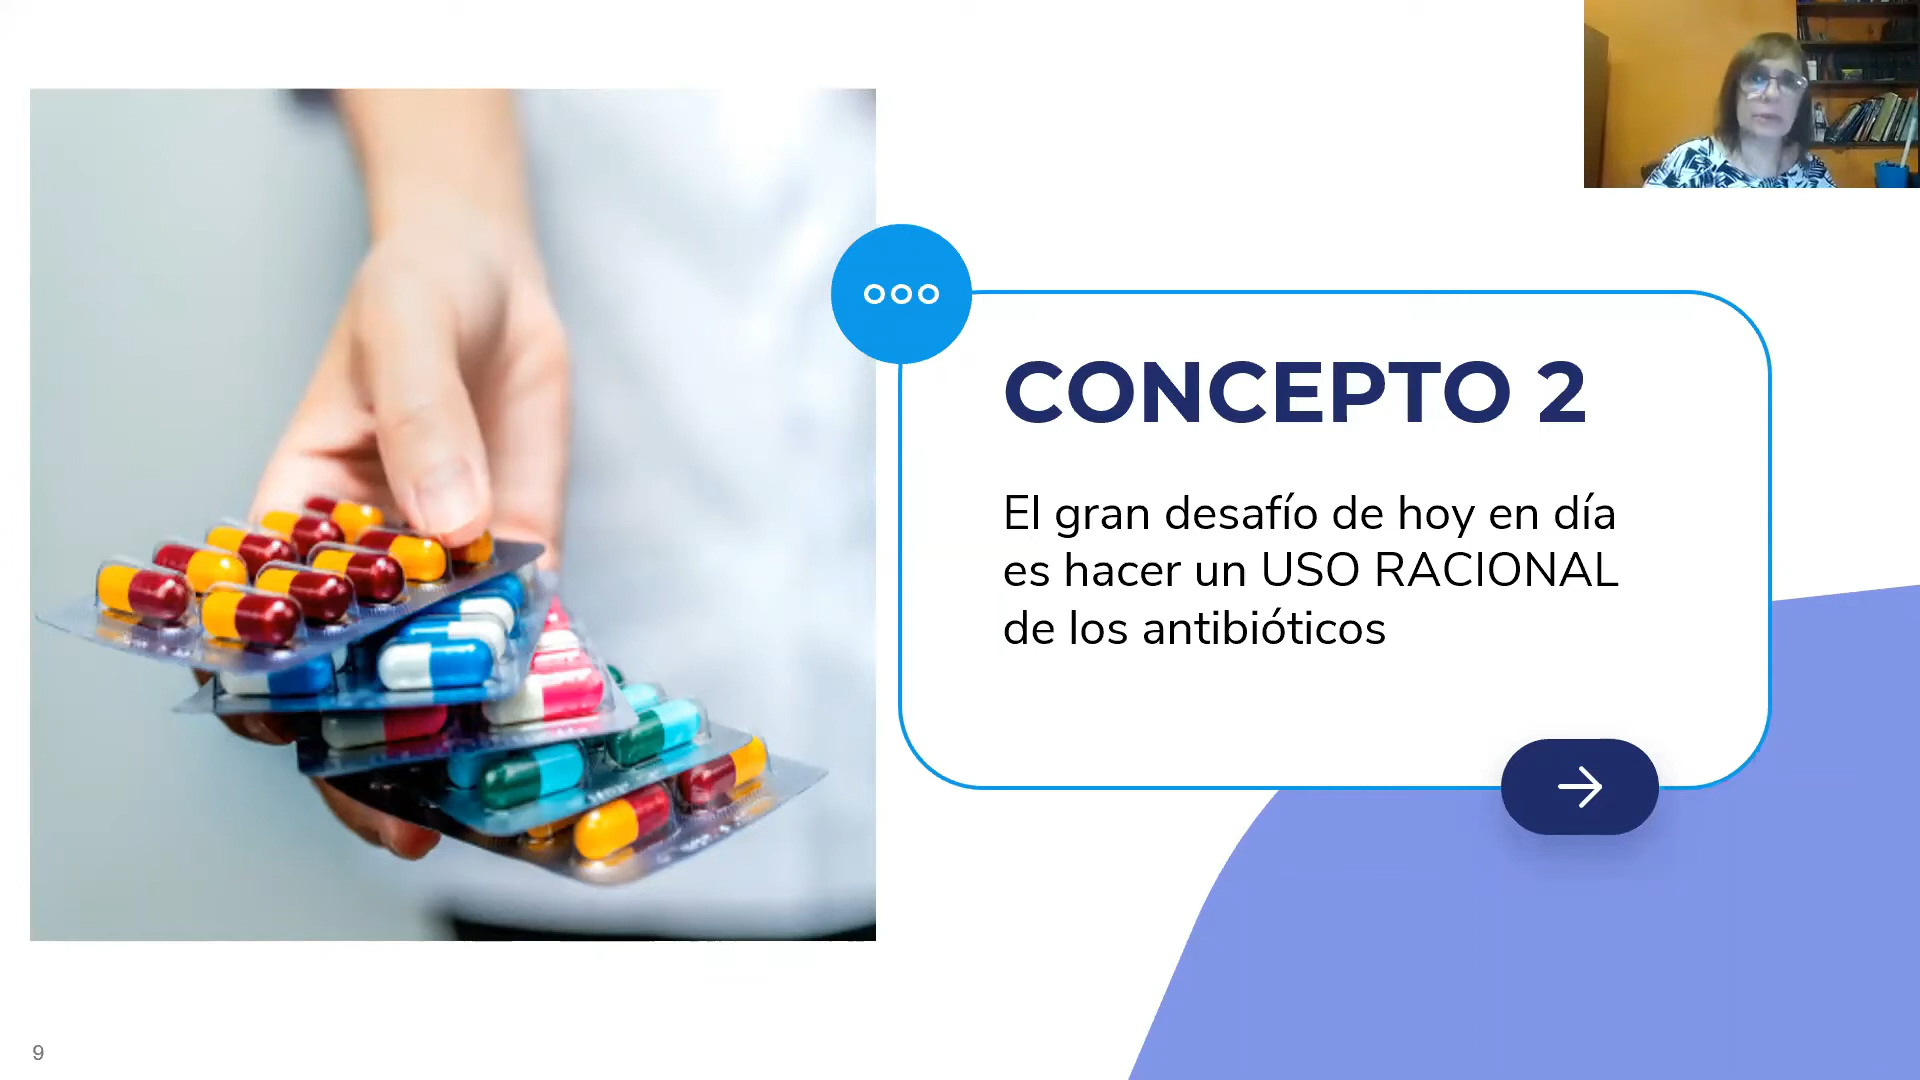 CONCEPTO 2
El gran desafío de hoy en día
es hacer un USO RACIONAL
de los antibióticos
9